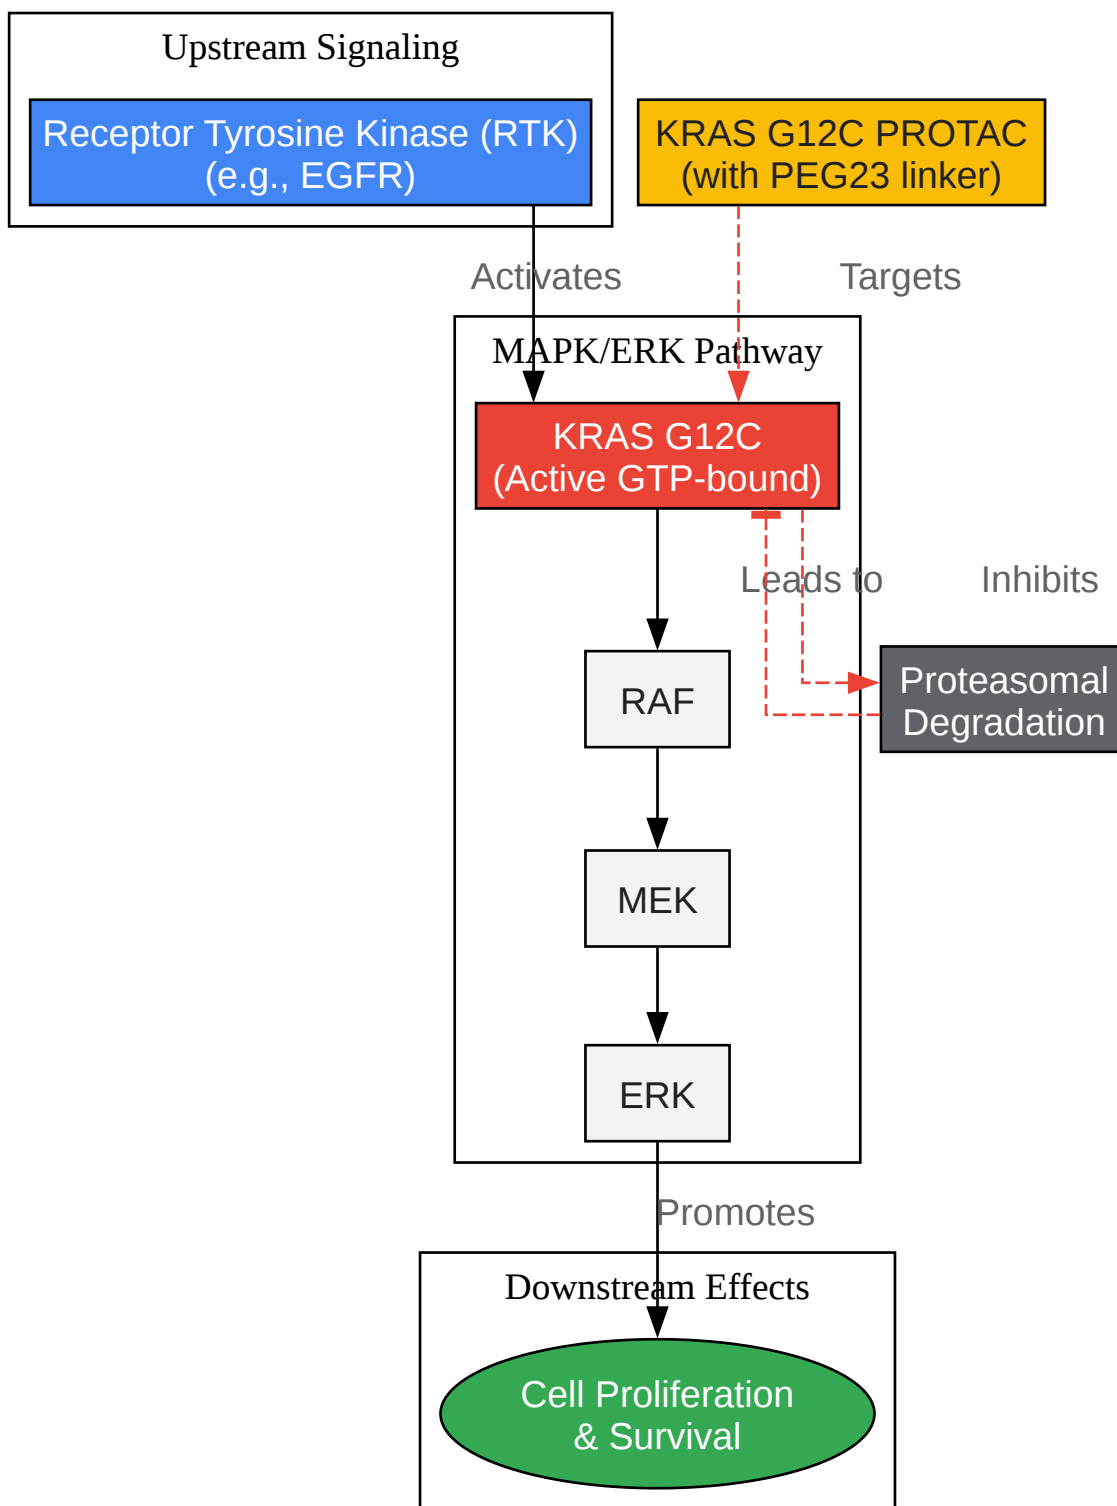 Upstream Signaling
Receptor Tyrosine Kinase (RTK)
(e.g., EGFR)
KRAS G12C PROTAC
(with PEG23 linker)
Activates
Targets
MAPK/ERK Pathway
KRAS G12C
(Active GTP-bound)
Leads to
Inhibits
RAF
Proteasomal
Degradation
MEK
ERK
Promotes
Downstream Effects
Cell Proliferation
& Survival